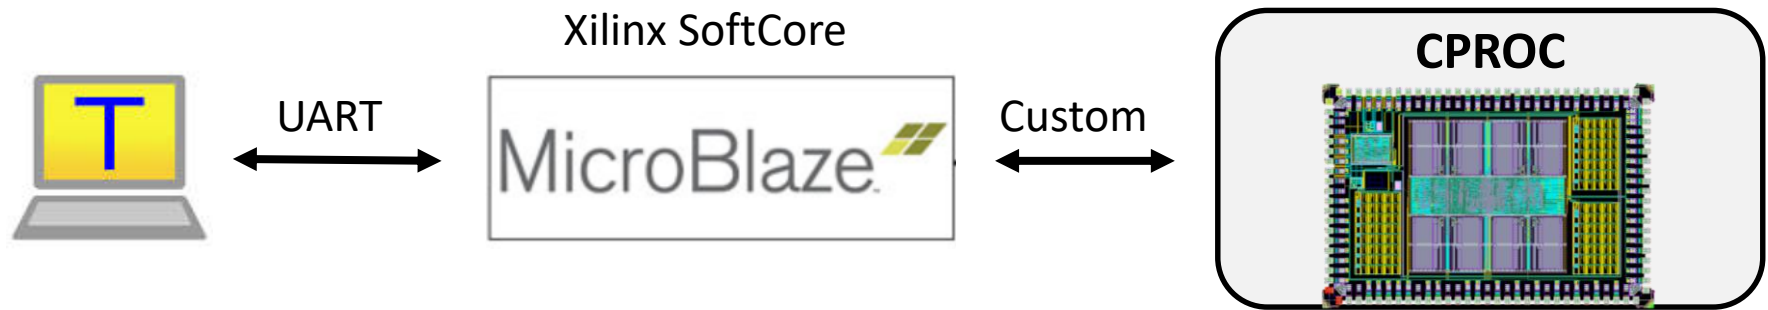 Xilinx SoftCore
CPROC
T
UART
MicroBlaze
Custom